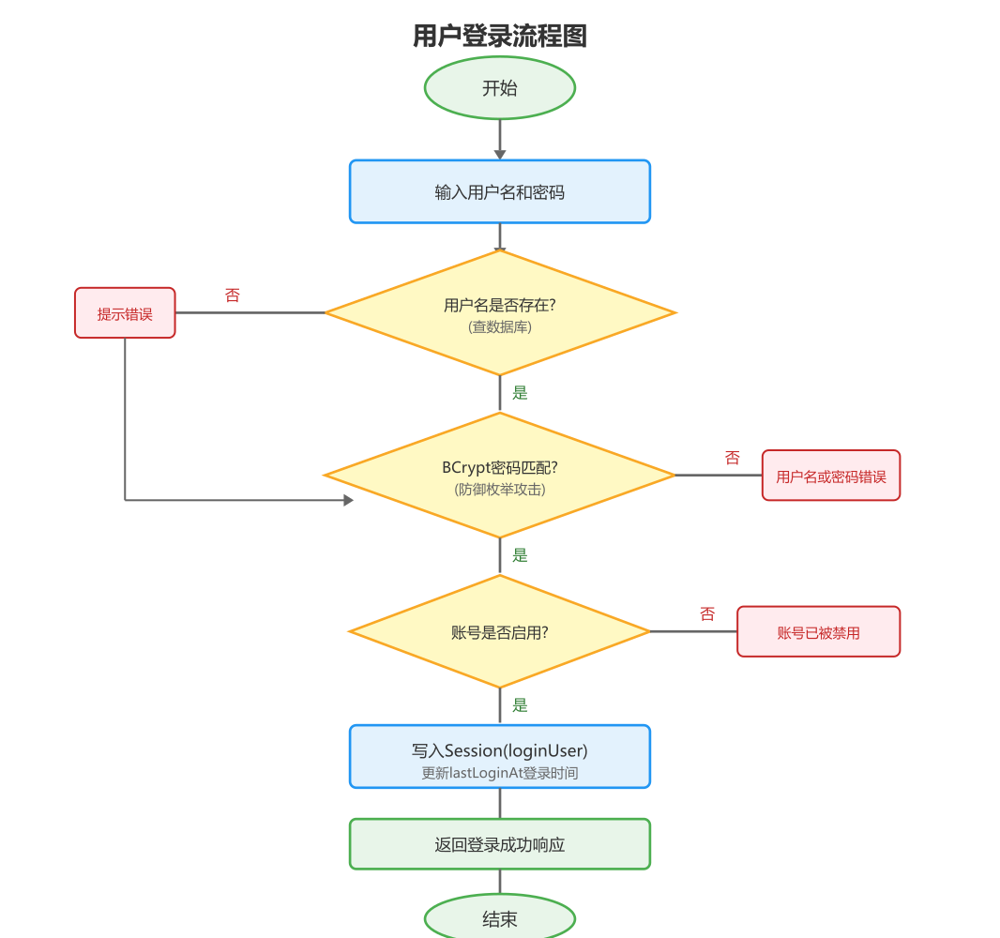 用户登录流程图
开始
输入用户名和密码
否
提示错误
用户名是否存在?
(查数据库)
是
BCrypt密码匹配?
(防御枚举攻击)
否
用户名或密码错误
是
账号是否启用?
否
账号已被禁用
是
写入Session(loginUser)
更新lastLoginAt登录时间
返回登录成功响应
结束